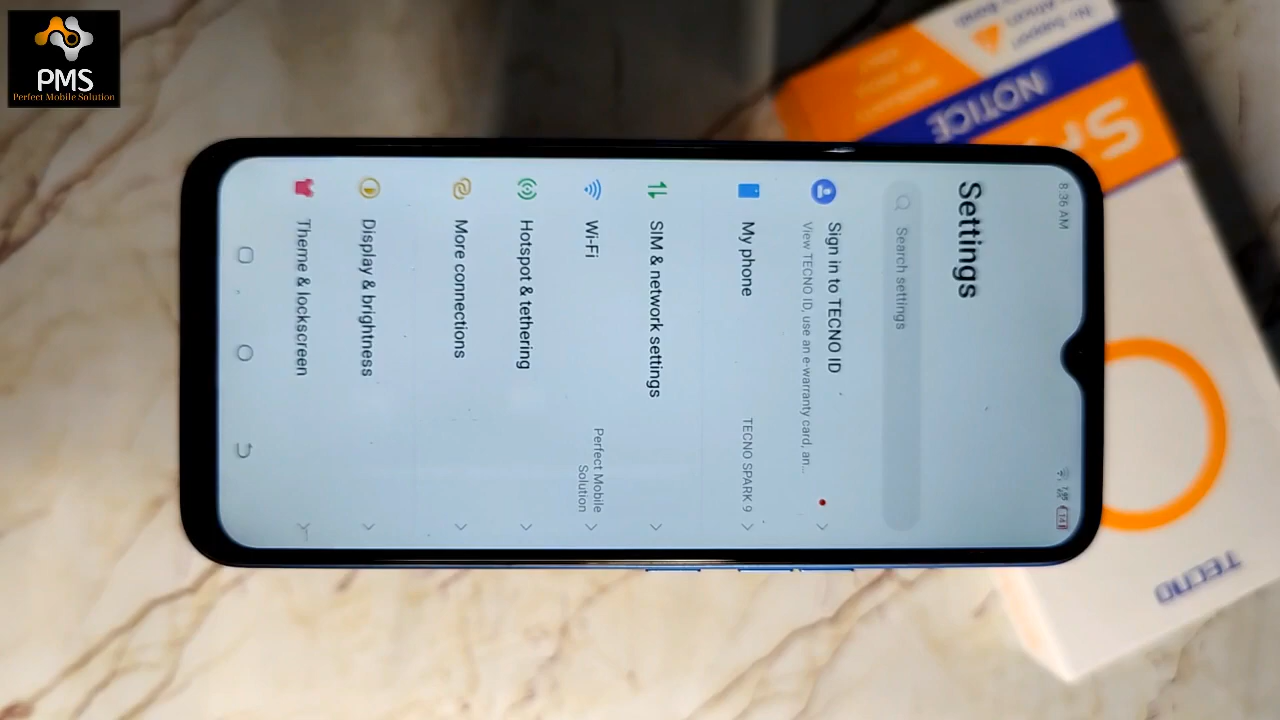 PMS
Perfect Mobile Solution
8:36 AM
14
Settings
Search settings
Sign in to TECNO ID
View TECNO ID, use an e-warranty card, an...
My phone
TECNO SPARK 9
SIM & network settings
Wi-Fi
Perfect Mobile
Solution
Hotspot & tethering
More connections
Display & brightness
Theme & lockscreen
NOTICE
TECNO